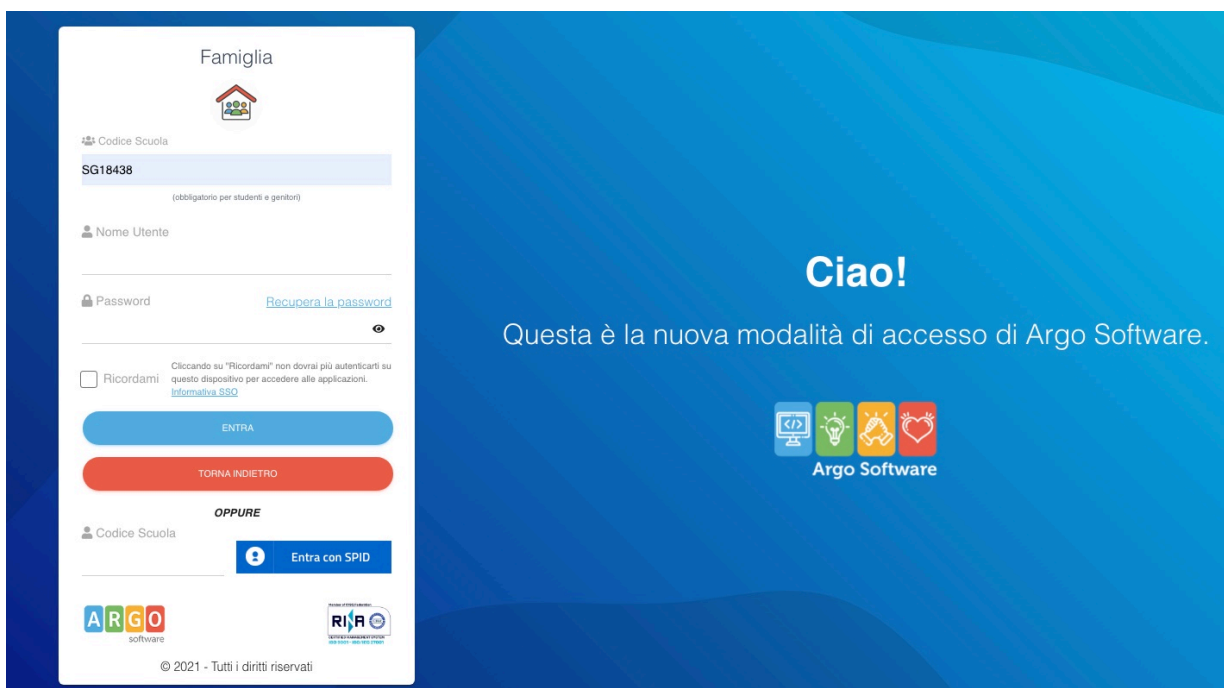 Famiglia
Codice Scuola
SG18438
(obbligatorio per studenti e genitori)
Nome Utente
Password
Recupera la password
Ricordami
Cliccando su "Ricordami" non dovrai più autenticarti su
questo dispositivo per accedere alle applicazioni.
Informativa SSO
ENTRA
TORNA INDIETRO
OPPURE
Codice Scuola
Entra con SPID
ARGO
software
RINA
© 2021 - Tutti i diritti riservati
Ciao!
Questa è la nuova modalità di accesso di Argo Software.
Argo Software